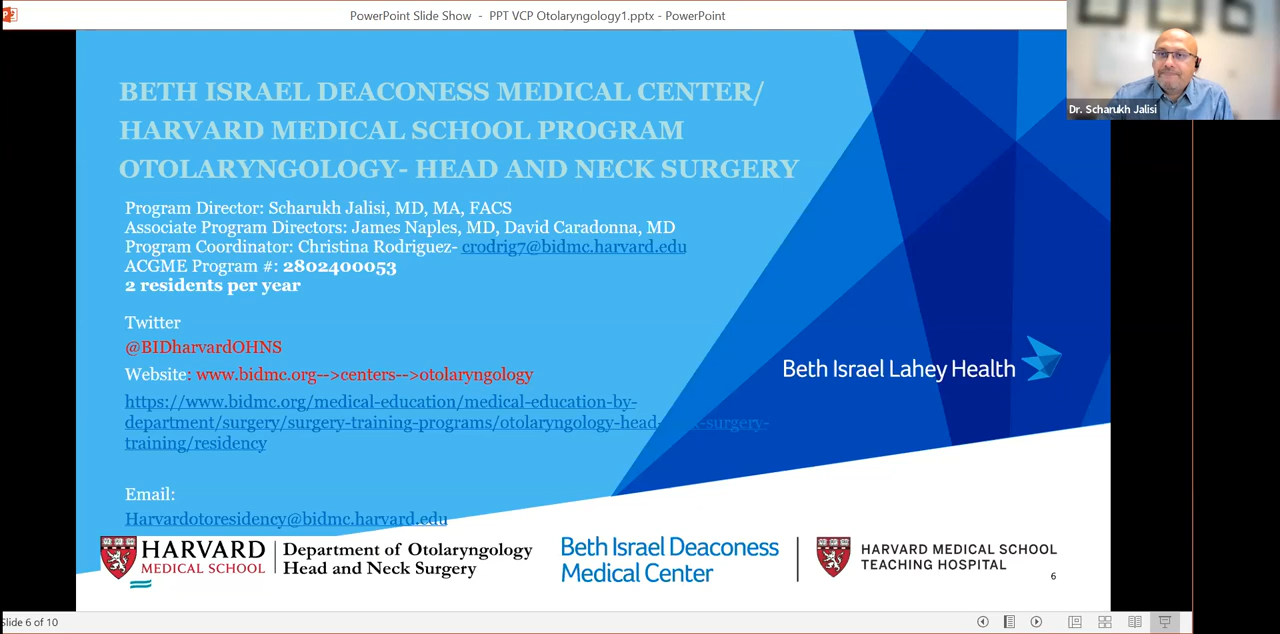 PowerPoint Slide Show - PPT VCP Otolaryngology1.pptx - PowerPoint
BETH ISRAEL DEACONESS MEDICAL CENTER/
HARVARD MEDICAL SCHOOL PROGRAM
OTOLARYNGOLOGY- HEAD AND NECK SURGERY
Dr. Scharukh Jalisi
Program Director: Scharukh Jalisi, MD, MA, FACS
Associate Program Directors: James Naples, MD, David Caradonna, MD
Program Coordinator: Christina Rodriguez- crodrig7@bidmc.harvard.edu
ACGME Program #: 2802400053
2 residents per year
Twitter
@BIDharvardOHNS
Website: www.bidmc.org-->centers-->otolaryngology
https://www.bidmc.org/medical-education/medical-education-by-
department/surgery/surgery-training-programs/otolaryngology-head- -surgery-
training/residency
Beth Israel Lahey Health
Email:
Harvardotoresidency@bidmc.harvard.edu
HARVARD
MEDICAL SCHOOL
Department of Otolaryngology
Head and Neck Surgery
Beth Israel Deaconess
Medical Center
HARVARD MEDICAL SCHOOL
TEACHING HOSPITAL
6
Slide 6 of 10